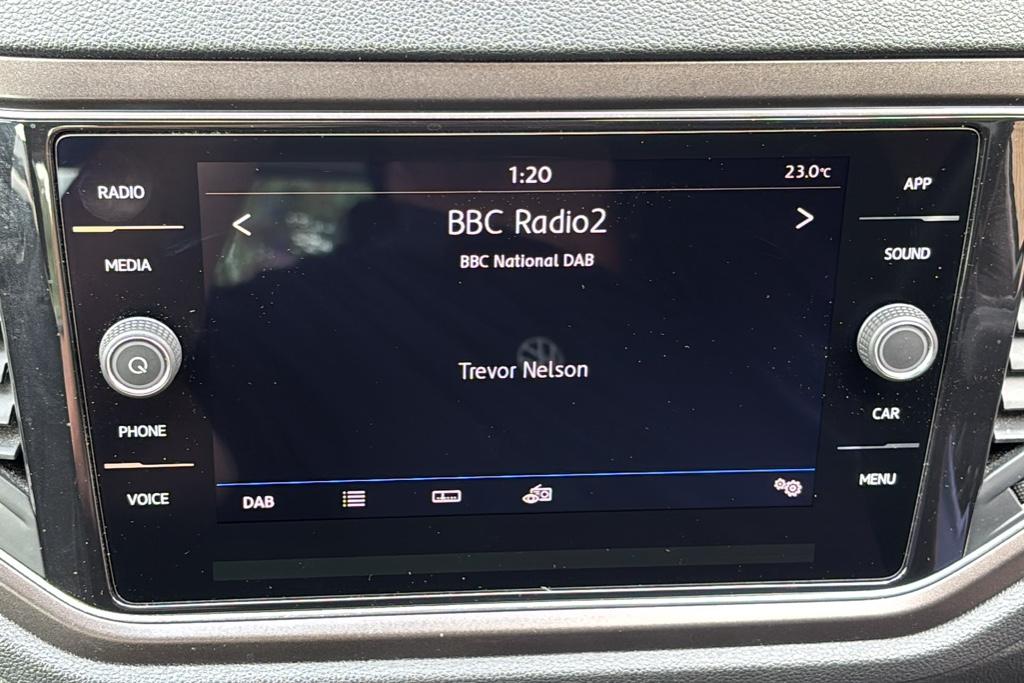 RADIO
MEDIA
PHONE
VOICE
1:20
23.0°C
< BBC Radio2 >
BBC National DAB
Trevor Nelson
DAB
APP
SOUND
CAR
MENU